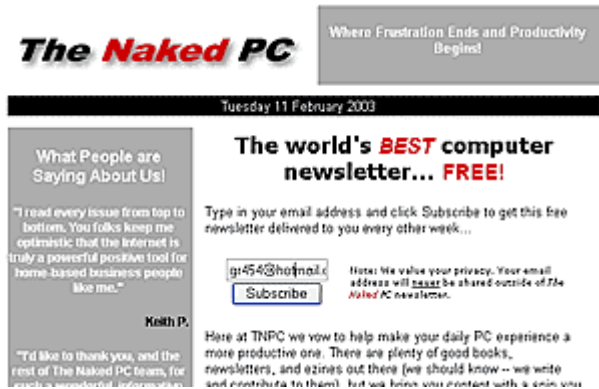 The Naked PC
Where Frustration Ends and Productivity
Begins!
Tuesday 11 February 2003
What People are
Saying About Us!
"I read every issue from top to
bottom. You folks keep me
optimistic that the Internet is
truly a powerful positive tool for
home-based business people
like me."
Keith P.
"I'd like to thank you, and the
rest of The Naked PC team, for
such a wonderful, informative
The world's BEST computer
newsletter... FREE!
Type in your email address and click Subscribe to get this free
newsletter delivered to you every other week...
gr454@hotmail.c
Subscribe
Note: We value your privacy. Your email
address will never be shared outside of The
Naked PC newsletter.
Here at TNPC we vow to help make your daily PC experience a
more productive one. There are plenty of good books,
newsletters, and ezines out there (we should know -- we write
and contribute to them), but we bring you content with a spin you